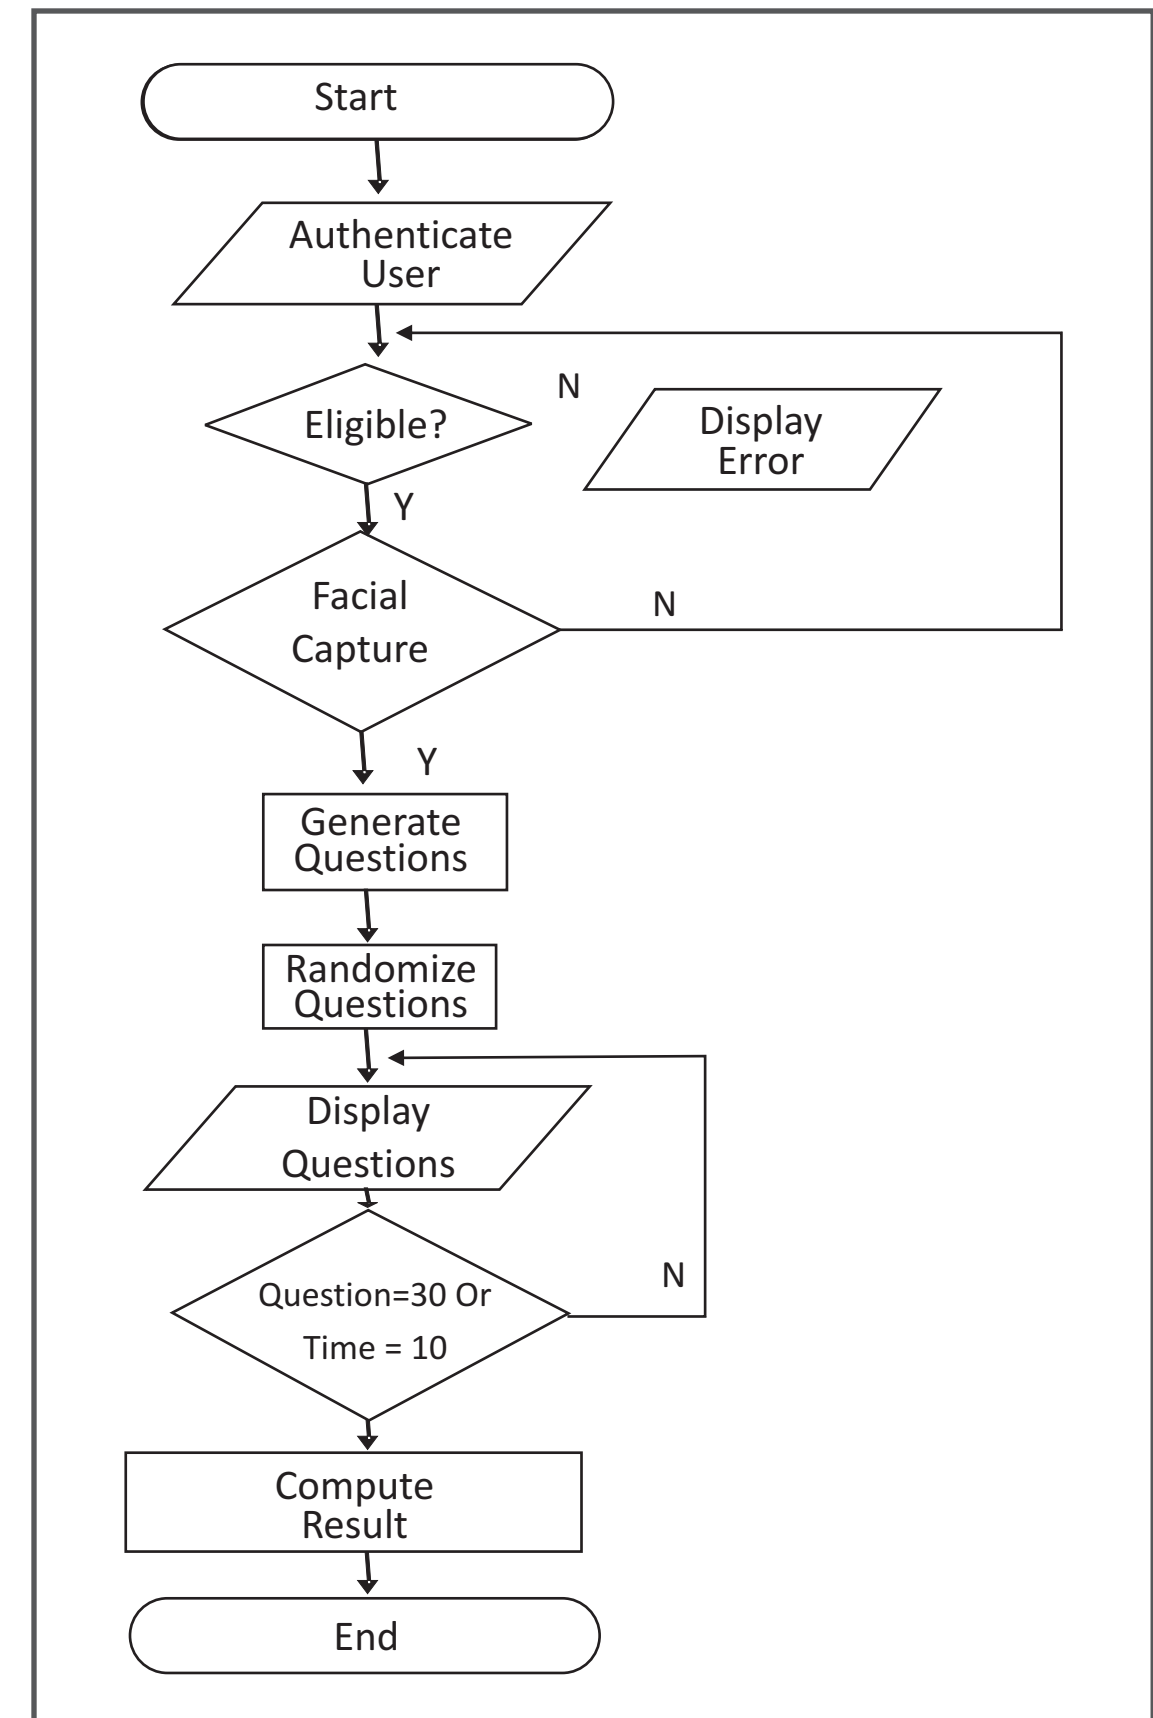 Start
Authenticate
User
N
Eligible?
Display
Error
Y
Facial
Capture
N
Y
Generate
Questions
Randomize
Questions
Display
Questions
N
Question=30 Or
Time = 10
Compute
Result
End